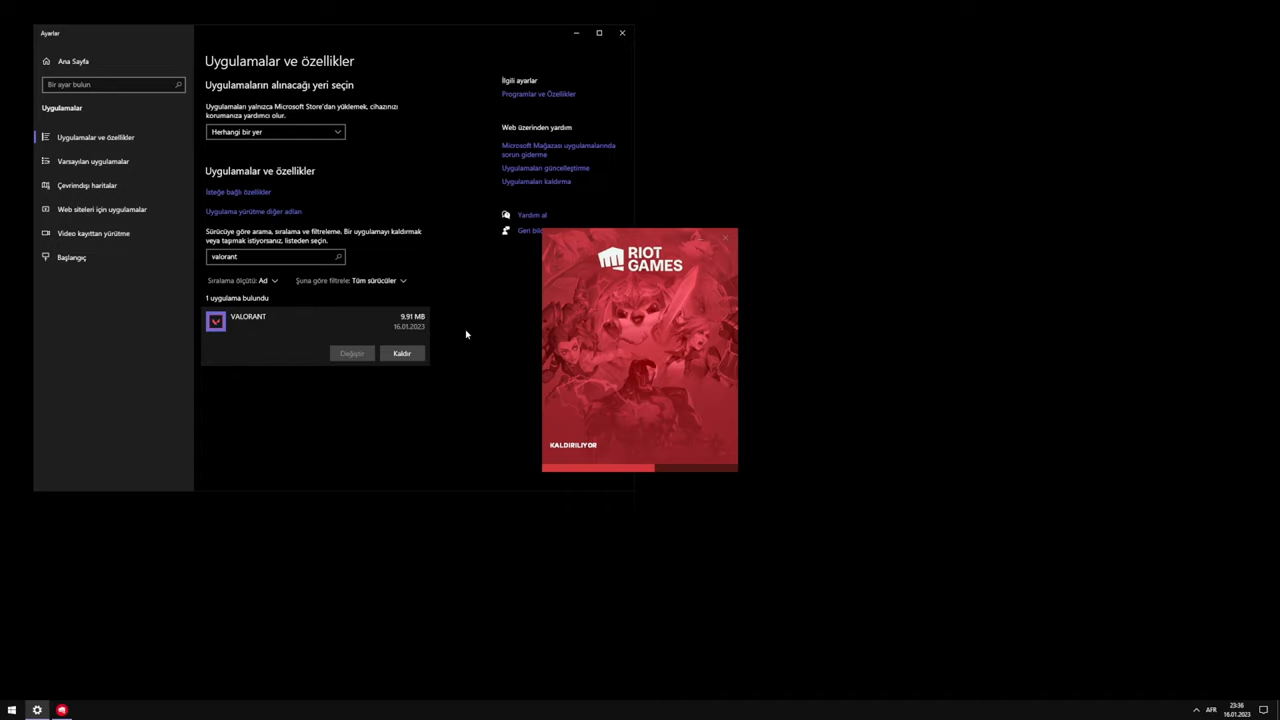 Ayarlar
Ana Sayfa
Bir ayar bulun
Uygulamalar
Uygulamalar ve özellikler
Varsayılan uygulamalar
Çevrimdışı haritalar
Web siteleri için uygulamalar
Video kayıttan yürütme
Başlangıç
Uygulamalar ve özellikler
Uygulamaların alınacağı yeri seçin
Uygulamaları yalnızca Microsoft Store'dan yüklemek, cihazınızı
korumanıza yardımcı olur.
Herhangi bir yer
Uygulamalar ve özellikler
İsteğe bağlı özellikler
Uygulama yürütme diğer adları
Sürücüye göre arama, sıralama ve filtreleme. Bir uygulamayı kaldırmak
veya taşımak istiyorsanız, listeden seçin.
valorant
Sıralama ölçütü: Ad
Şuna göre filtrele: Tüm sürücüler
1 uygulama bulundu
VALORANT
9.91 MB
16.01.2023
Değiştir
Kaldır
İlgili ayarlar
Programlar ve Özellikler
Web üzerinden yardım
Microsoft Mağazası uygulamalarında
sorun giderme
Uygulamaları güncelleştirme
Uygulamaları kaldırma
Yardım al
Geri
RIOT
GAMES
KALDIRILIYOR
AFR
23:36
16.01.2023